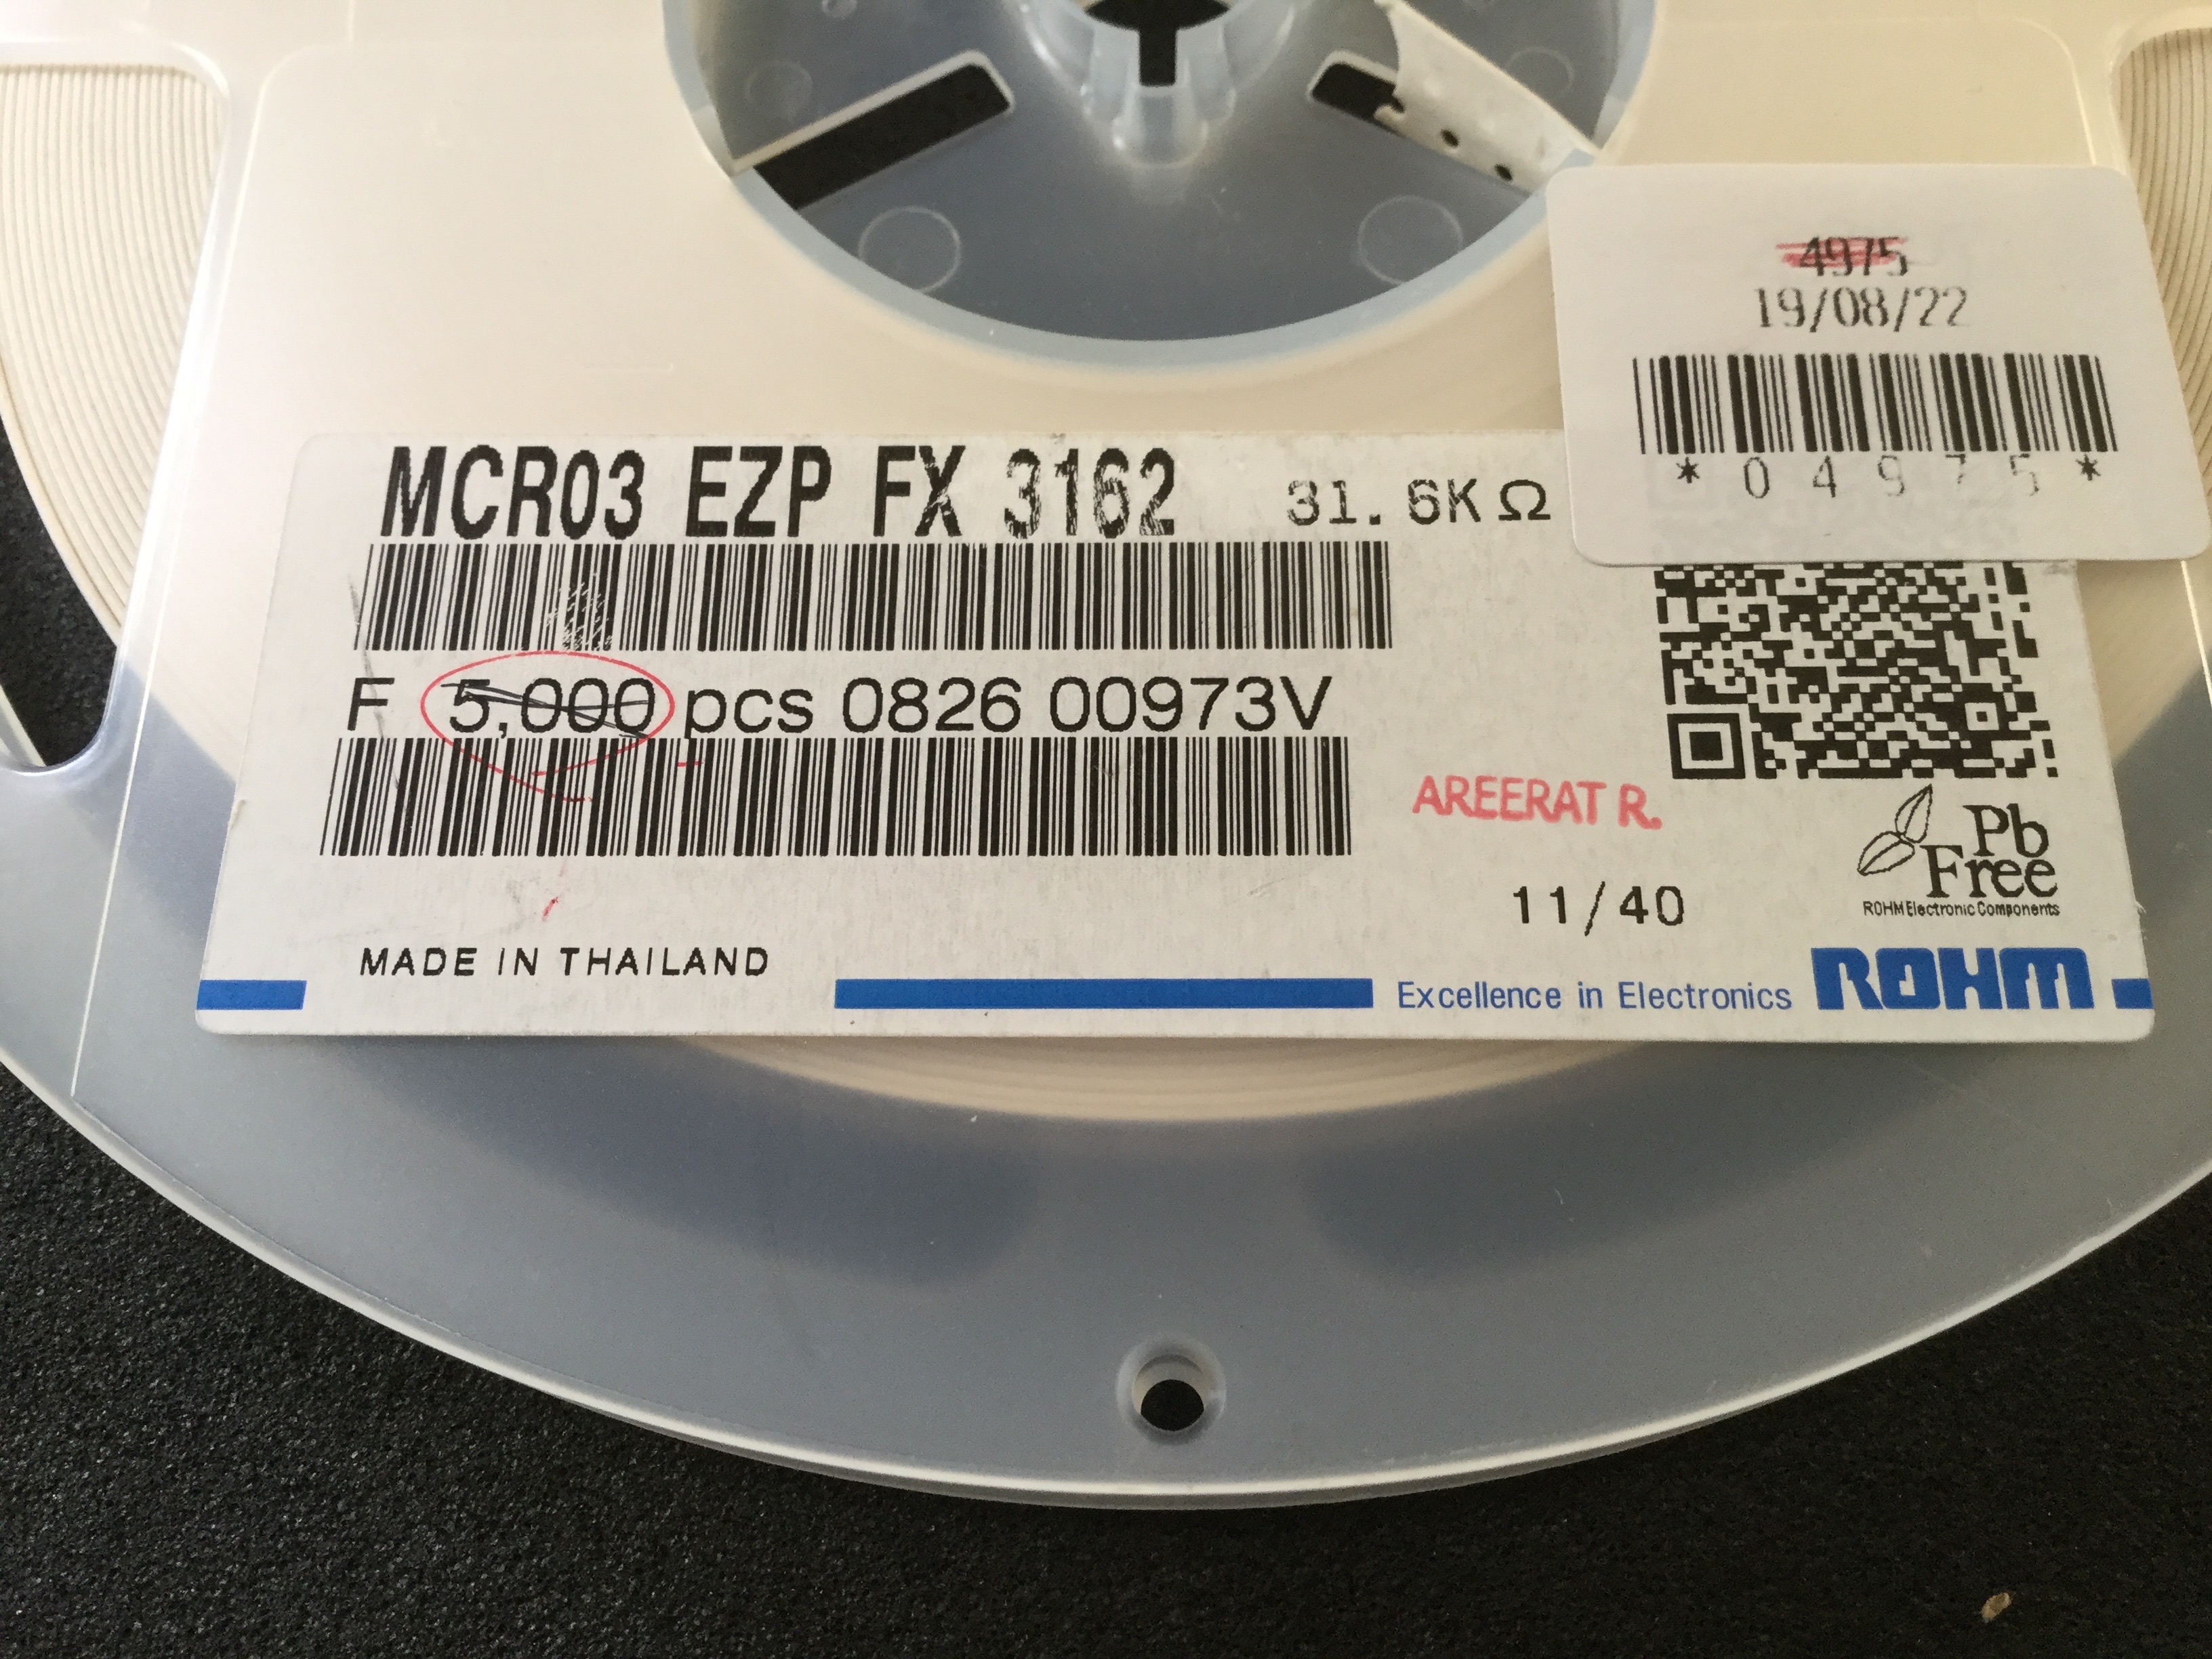 4975
19/08/22
*04975*
MCR03 EZP FX 3162 31.6KΩ
F 5,000 pcs 0826 00973V
AREERAT R.
Pb
Free
ROHM Electronic Components
11/40
MADE IN THAILAND
Excellence in Electronics ROHM